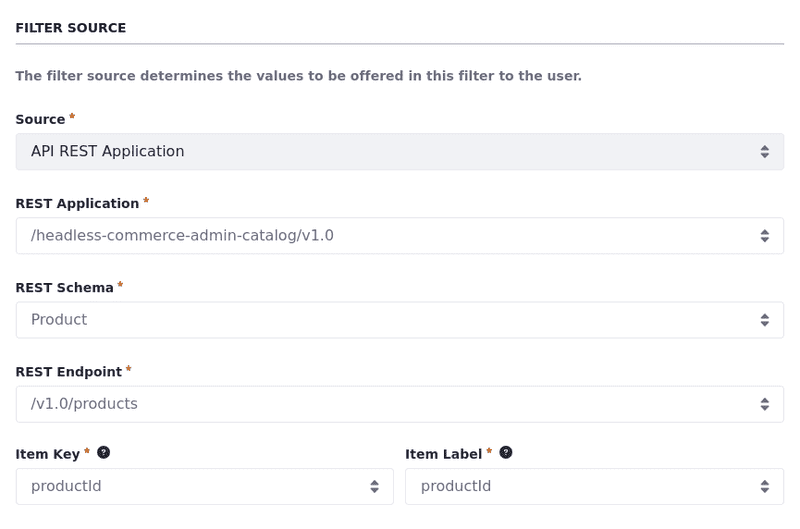 FILTER SOURCE
The filter source determines the values to be offered in this filter to the user.
Source *
API REST Application
REST Application *
/headless-commerce-admin-catalog/v1.0
REST Schema *
Product
REST Endpoint *
/v1.0/products
Item Key * ? Item Label * ?
productId productId